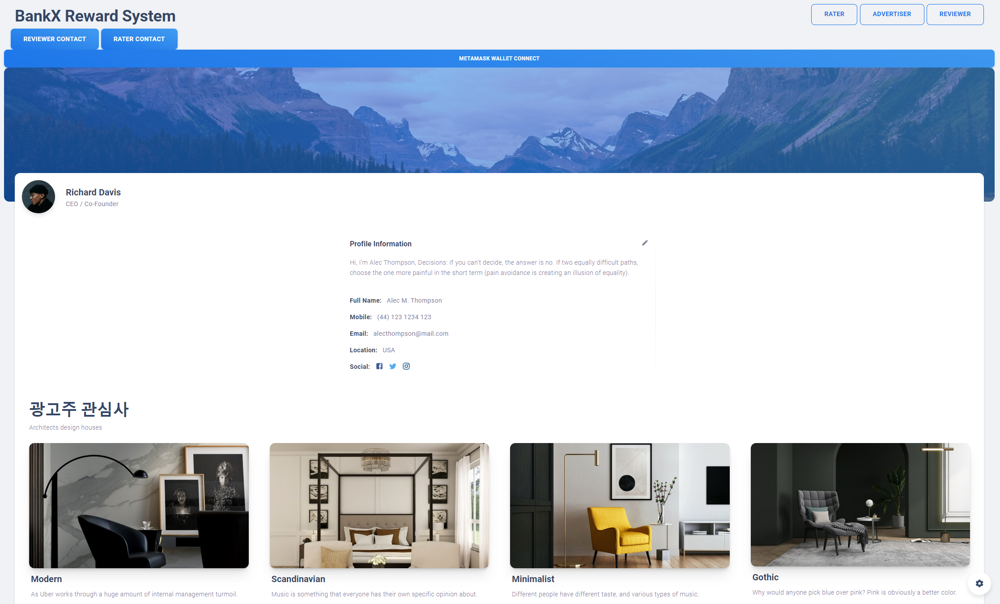 BankX Reward System
RATER
ADVERTISER
REVIEWER
REVIEWER CONTACT
RATER CONTACT
METAMASK WALLET CONNECT
Richard Davis
CEO / Co-Founder
Profile Information
Hi, I'm Alec Thompson, Decisions: If you can't decide, the answer is no. If two equally difficult paths,
choose the one more painful in the short term (pain avoidance is creating an illusion of equality).
Full Name: Alec M. Thompson
Mobile: (44) 123 1234 123
Email: alecthompson@mail.com
Location: USA
Social:
광고주 관심사
Architects design houses
Modern
As Uber works through a huge amount of internal management turmoil.
Scandinavian
Music is something that everyone has their own specific opinion about.
Minimalist
Different people have different taste, and various types of music.
Gothic
Why would anyone pick blue over pink? Pink is obviously a better color.